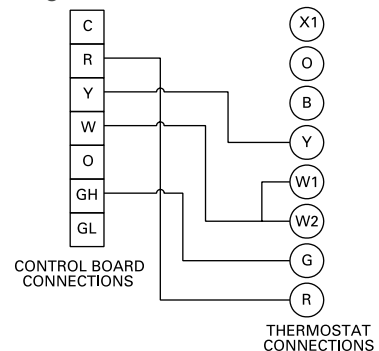 C
R
Y
W
O
GH
GL
CONTROL BOARD
CONNECTIONS
X1
O
B
Y
W1
W2
G
R
THERMOSTAT
CONNECTIONS